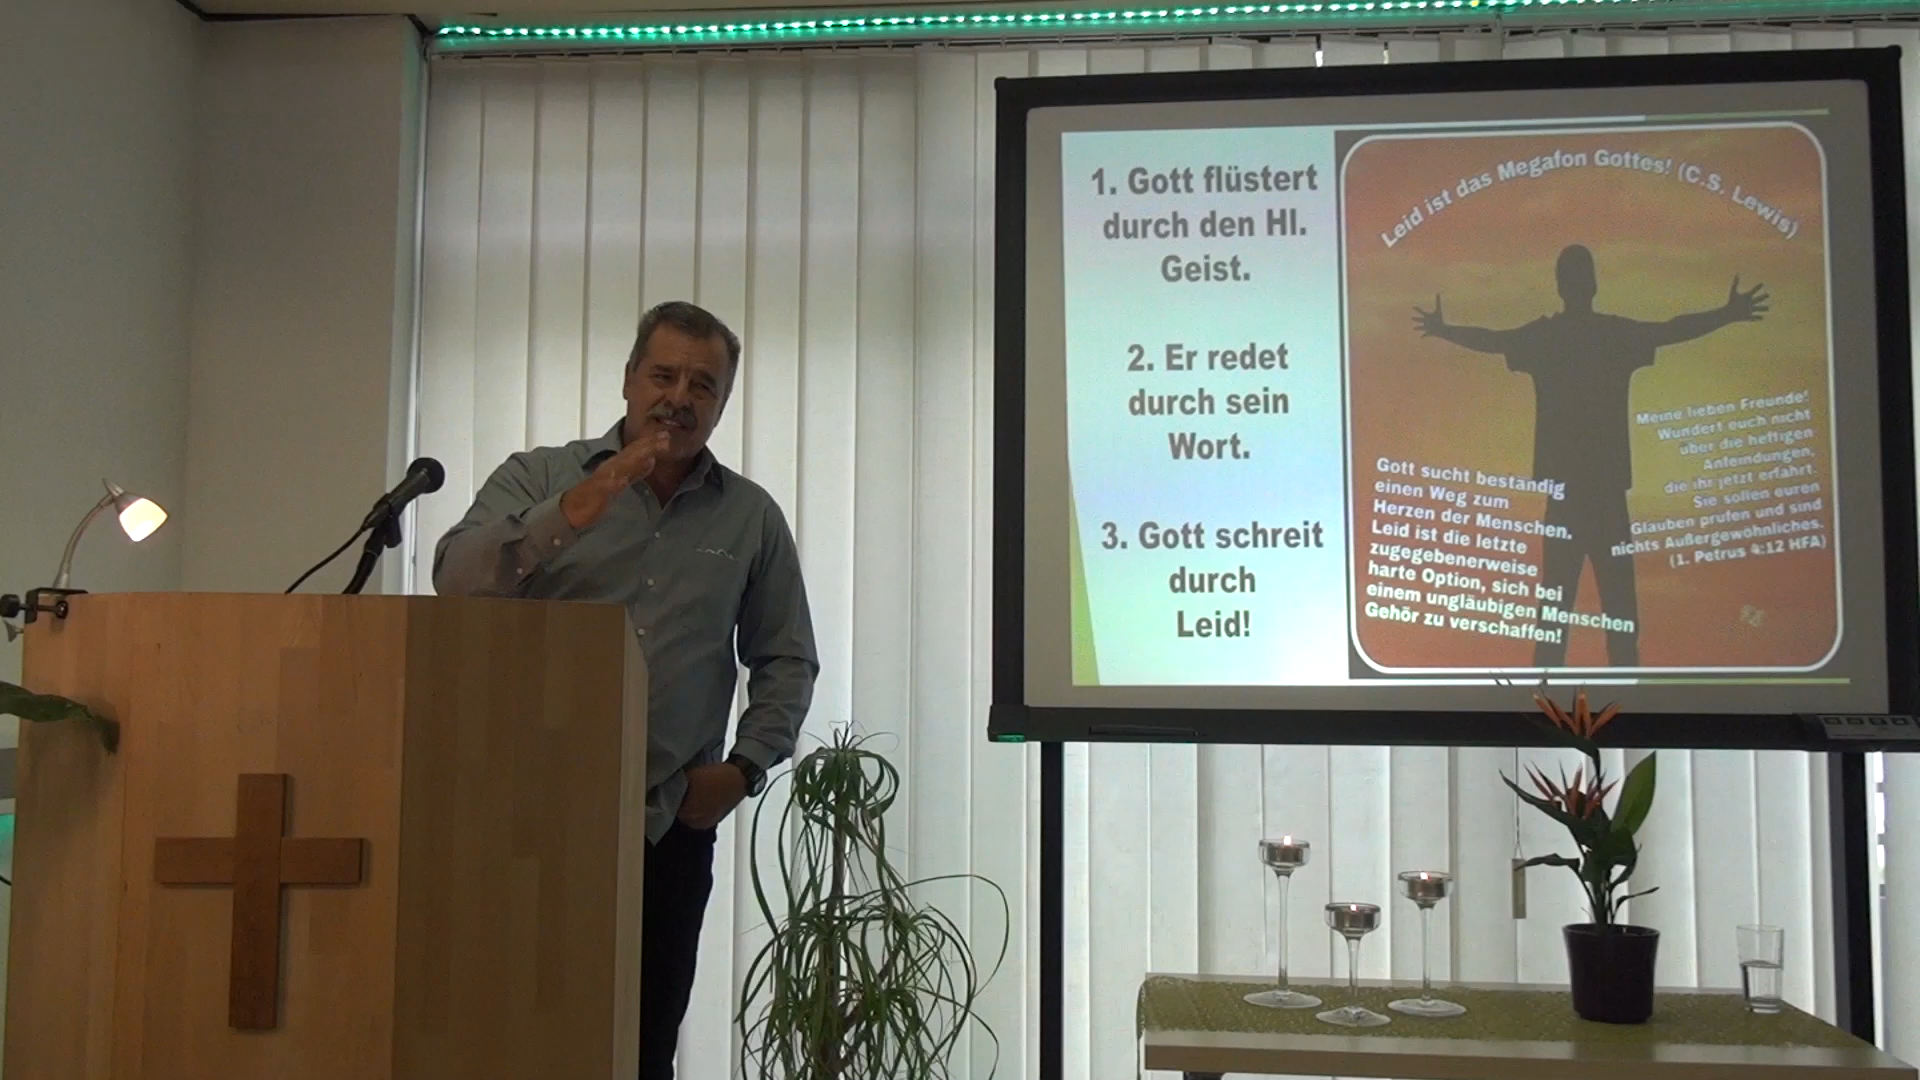 1. Gott flüstert
durch den Hl.
Geist.
2. Er redet
durch sein
Wort.
3. Gott schreit
durch
Leid!
Leid ist das Megafon Gottes! (C.S. Lewis)
Meine lieben Freunde!
Wundert euch nicht
über die heftigen
Anfeindungen,
die ihr jetzt erfahrt.
Sie sollen euren
Glauben prüfen und sind
nichts Außergewöhnliches.
(1. Petrus 4:12 HFA)
Gott sucht beständig
einen Weg zum
Herzen der Menschen.
Leid ist die letzte
zugegebenerweise
harte Option, sich bei
einem ungläubigen Menschen
Gehör zu verschaffen!